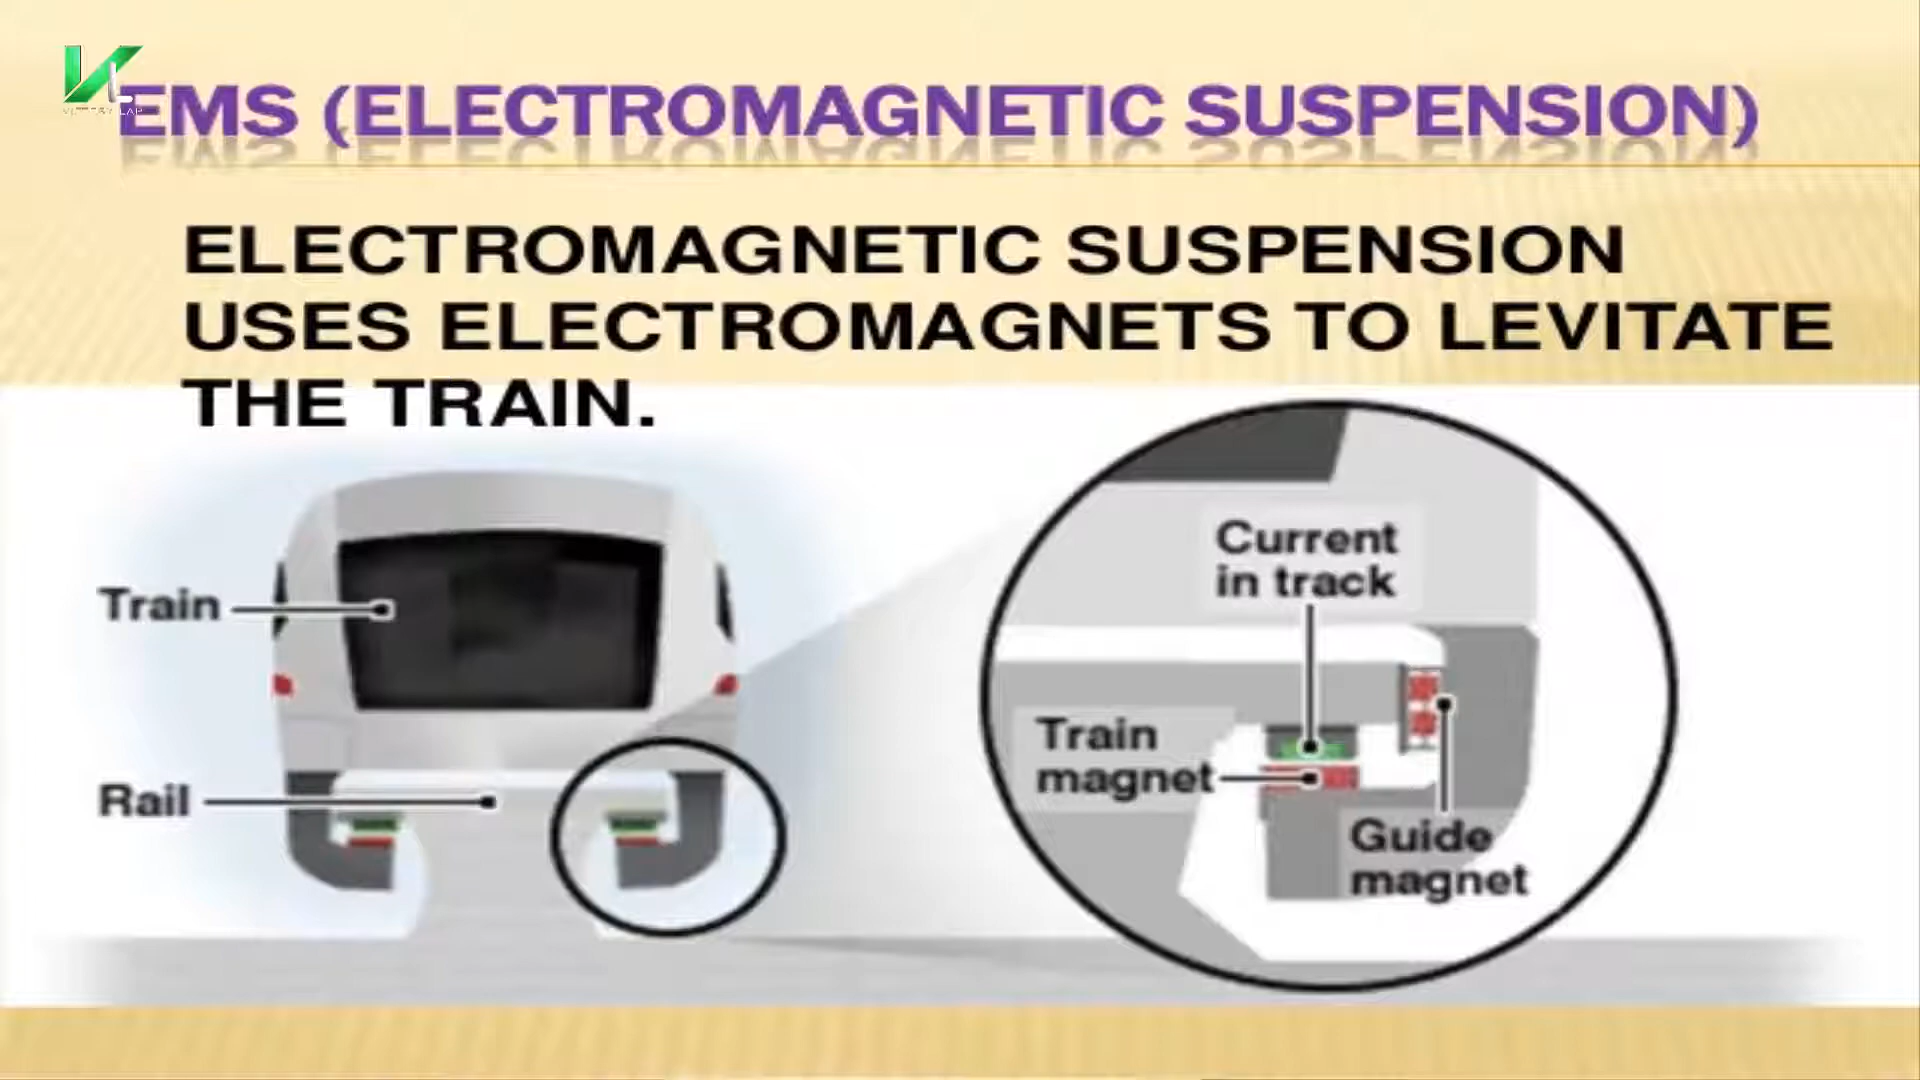 EMS (ELECTROMAGNETIC SUSPENSION)
ELECTROMAGNETIC SUSPENSION
USES ELECTROMAGNETS TO LEVITATE
THE TRAIN.
Train
Rail
Current
in track
Train
magnet
Guide
magnet